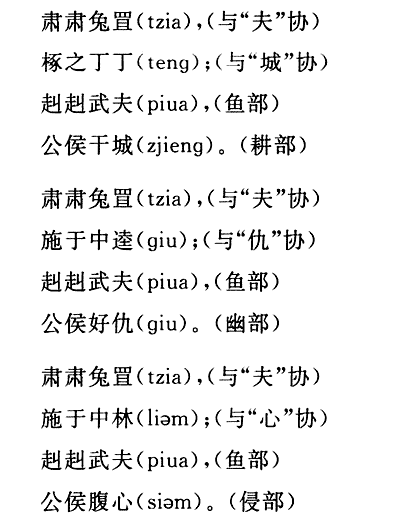 肃肃兔罝(tzia),(与“夫”协)
椓之丁丁(teng);(与“城”协)
赳赳武夫(piua),(鱼部)
公侯干城(zjieng)。(耕部)
肃肃兔罝(tzia),(与“夫”协)
施于中逵(giu);(与“仇”协)
赳赳武夫(piua),(鱼部)
公侯好仇(giu)。(幽部)
肃肃兔罝(tzia),(与“夫”协)
施于中林(liəm);(与“心”协)
赳赳武夫(piua),(鱼部)
公侯腹心(siəm)。(侵部)